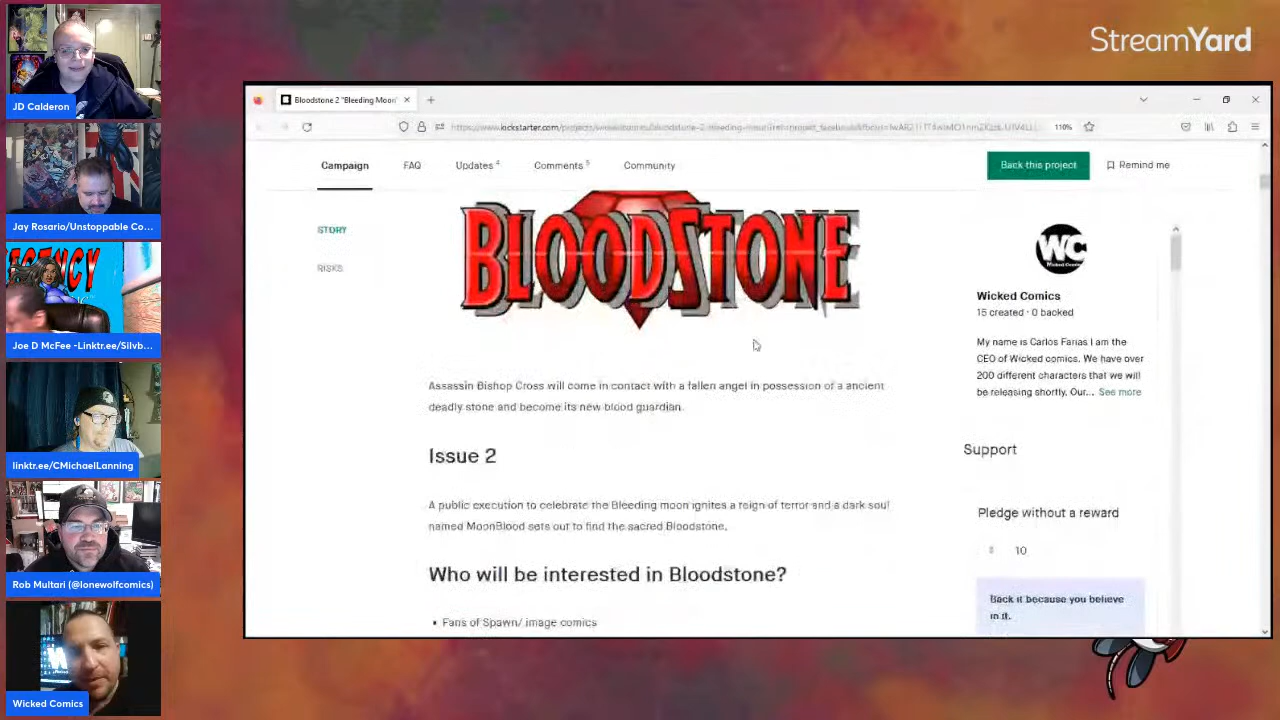 StreamYard
JD Calderon
Jay Rosario/Unstoppable Co...
ENCY
Joe D McFee -Linktr.ee/Silvb...
linktr.ee/CMichaelLanning
Rob Multari (@lonewolfcomics)
Wicked Comics
Bloodstone 2 "Bleeding Moon"
110%
Campaign
FAQ
Updates 4
Comments 5
Community
Back this project
Remind me
STORY
RISKS
BLOODSTONE
Assassin Bishop Cross will come in contact with a fallen angel in possession of a ancient
deadly stone and become its new blood guardian.
Issue 2
A public execution to celebrate the Bleeding moon ignites a reign of terror and a dark soul
named MoonBlood sets out to find the sacred Bloodstone.
Who will be interested in Bloodstone?
• Fans of Spawn/ image comics
WC
Wicked Comics
Wicked Comics
15 created · 0 backed
My name is Carlos Farias I am the
CEO of Wicked comics. We have over
200 different characters that we will
be releasing shortly. Our... See more
Support
Pledge without a reward
10
Back it because you believe
in it.